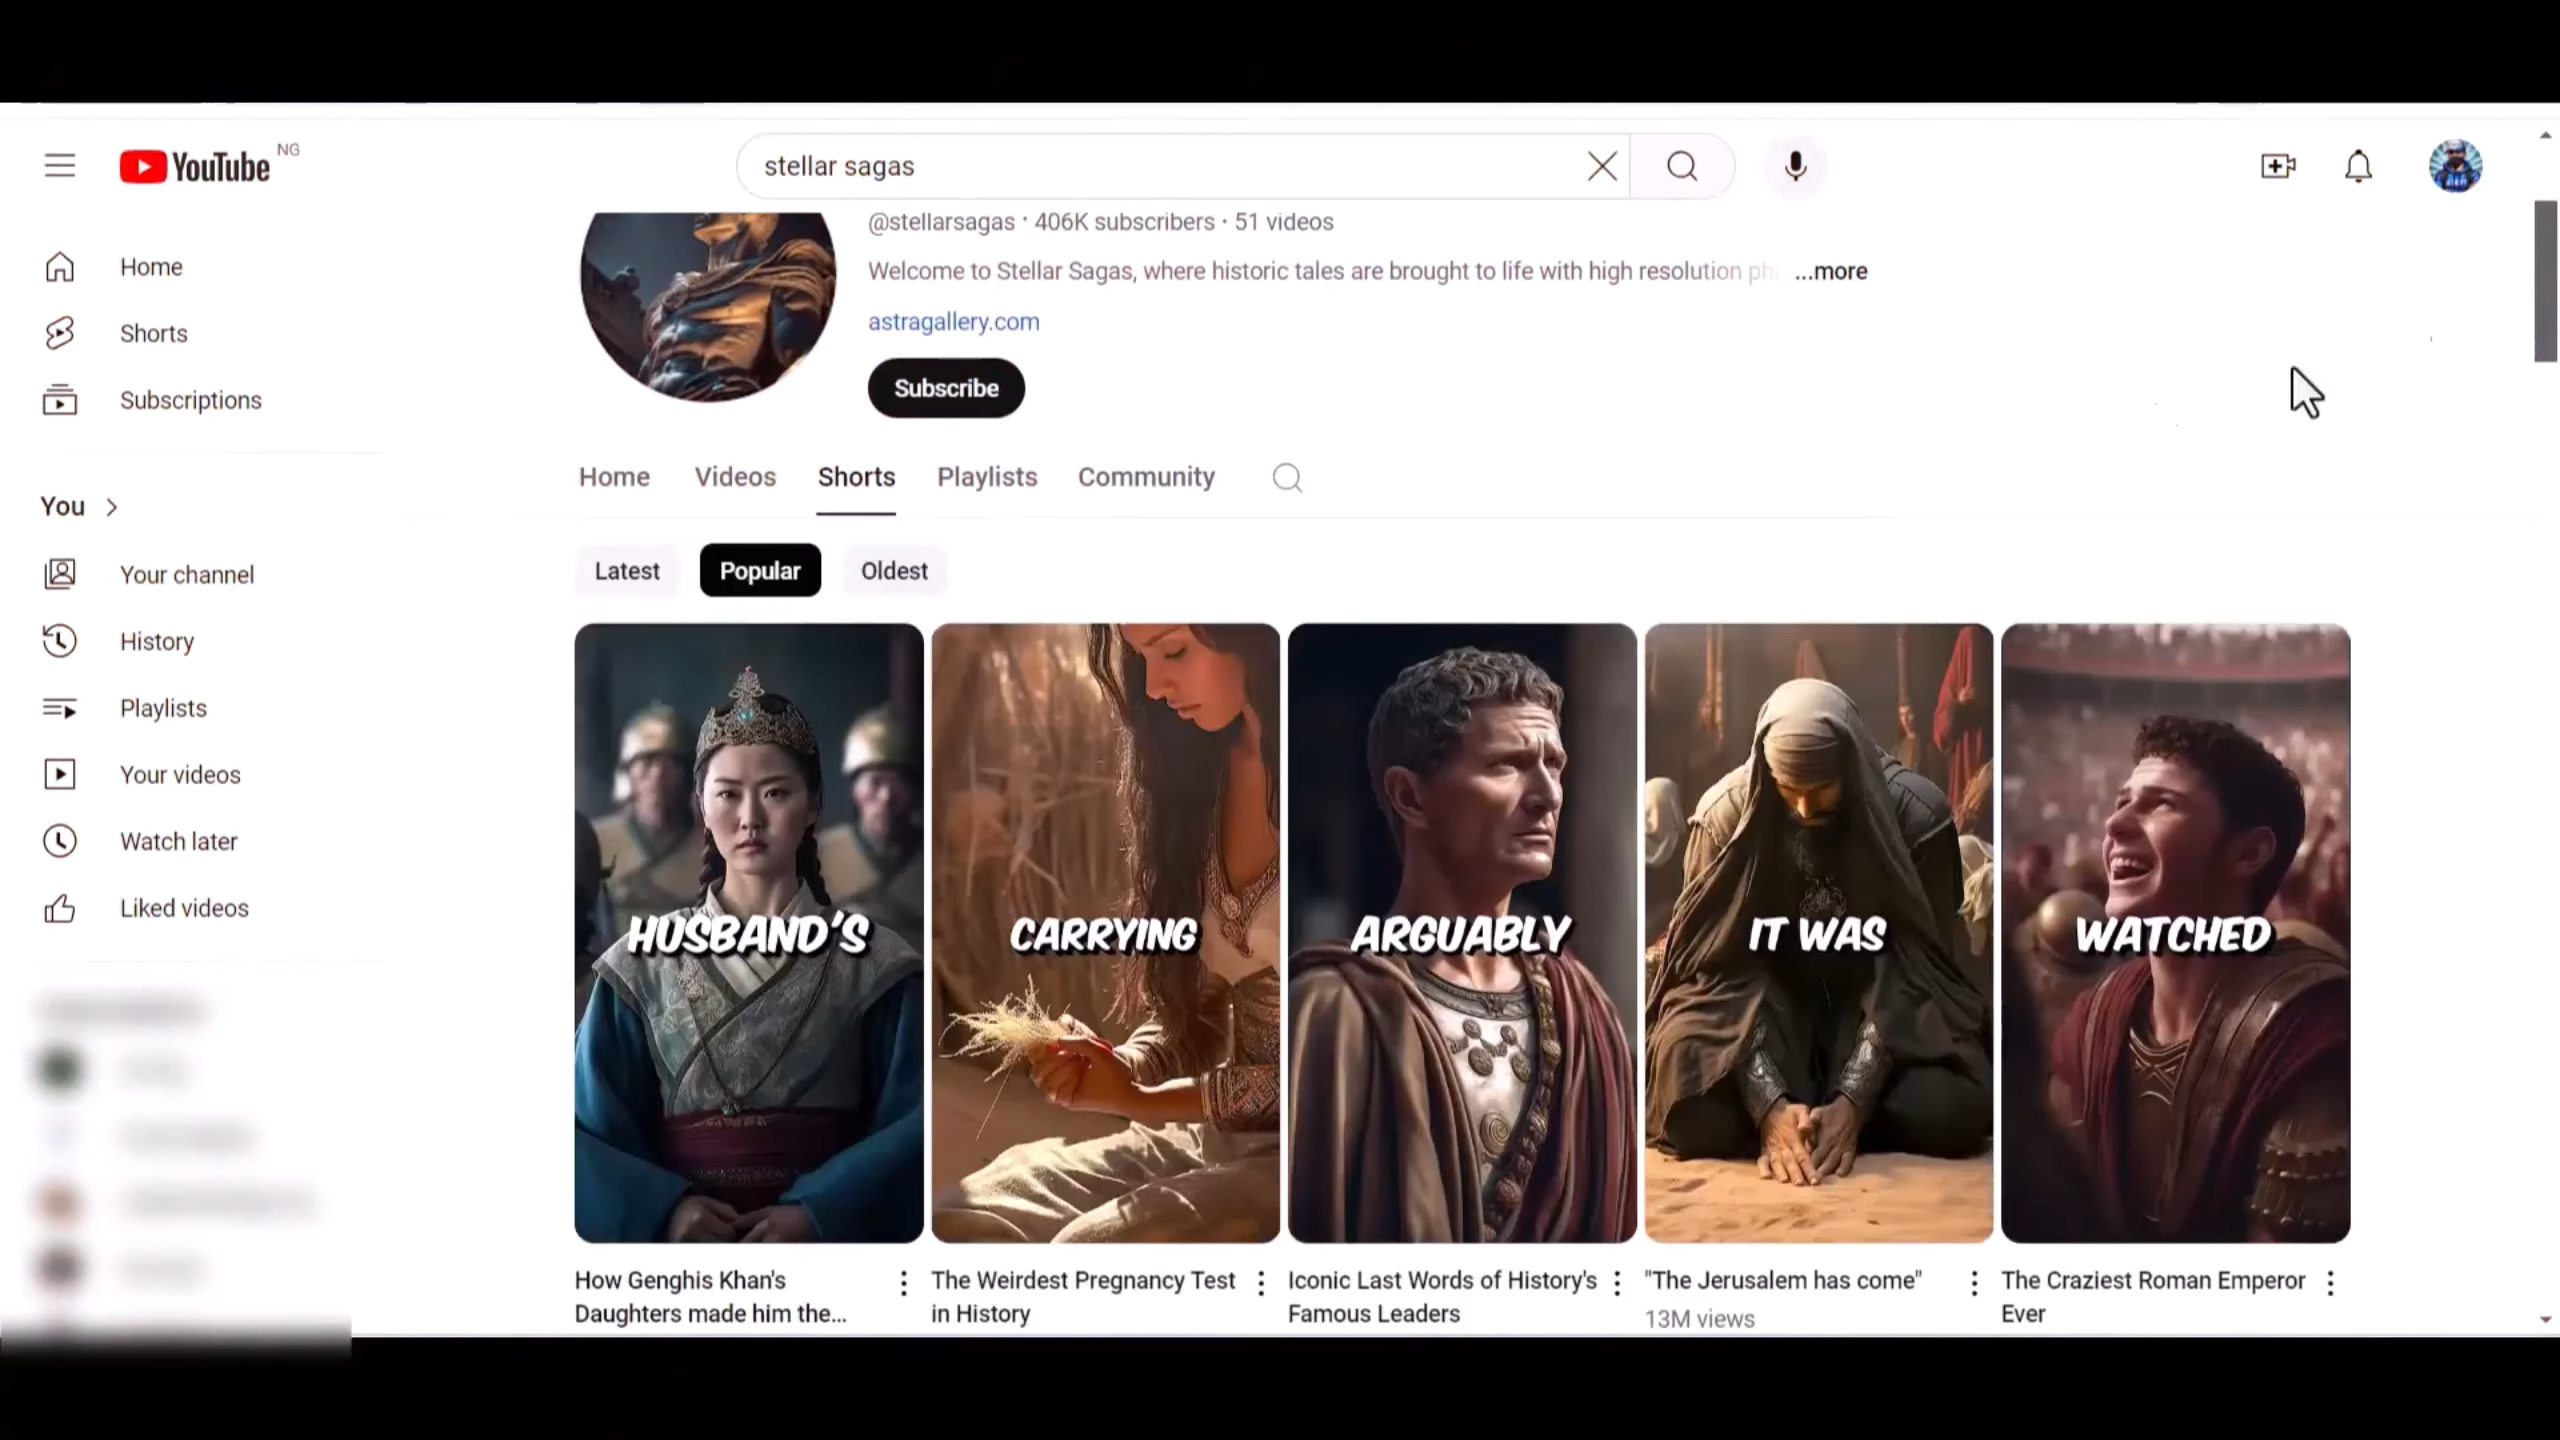 YouTube NG
stellar sagas
@stellarsagas · 406K subscribers · 51 videos
Welcome to Stellar Sagas, where historic tales are brought to life with high resolution ...more
astragallery.com
Subscribe
Home
Shorts
Subscriptions
You
Your channel
History
Playlists
Your videos
Watch later
Liked videos
Home Videos Shorts Playlists Community
Latest Popular Oldest
HUSBAND'S
CARRYING
ARGUABLY
IT WAS
WATCHED
How Genghis Khan's
Daughters made him the...
The Weirdest Pregnancy Test
in History
Iconic Last Words of History's
Famous Leaders
"The Jerusalem has come"
13M views
The Craziest Roman Emperor
Ever